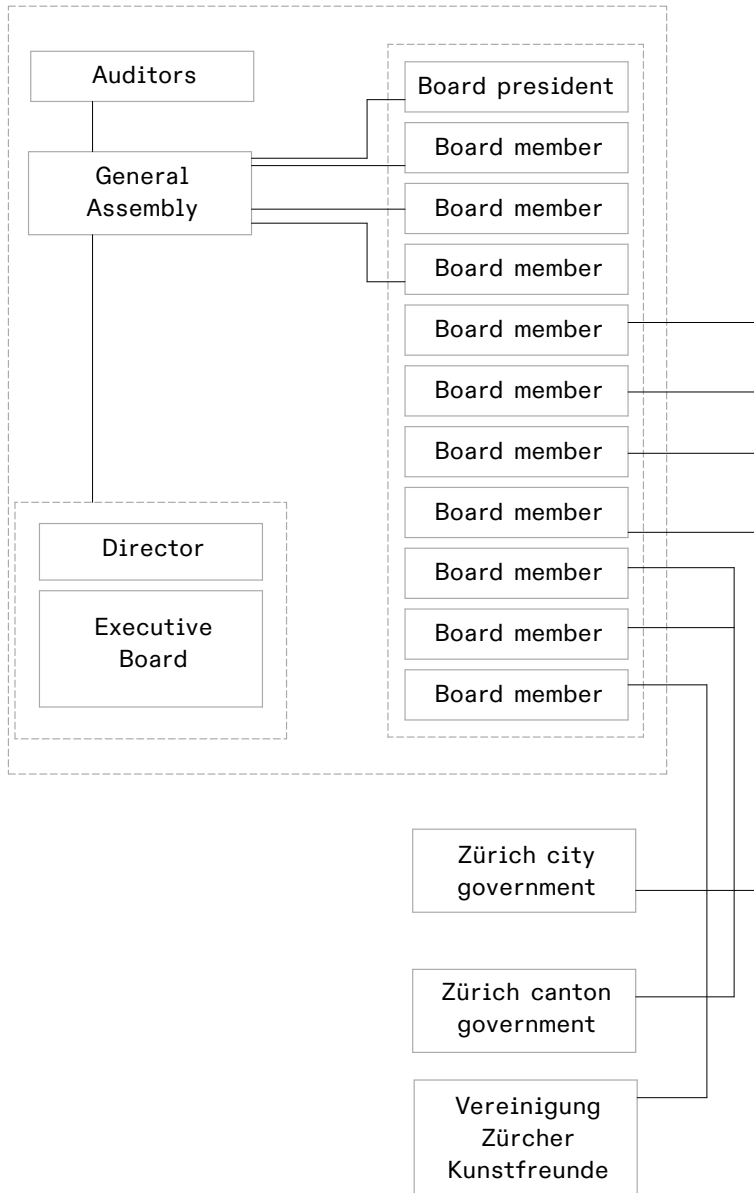 Auditors
General
Assembly
Director
Executive
Board
Board president
Board member
Board member
Board member
Board member
Board member
Board member
Board member
Board member
Board member
Board member
Zürich city
government
Zürich canton
government
Vereinigung
Zürcher
Kunstfreunde